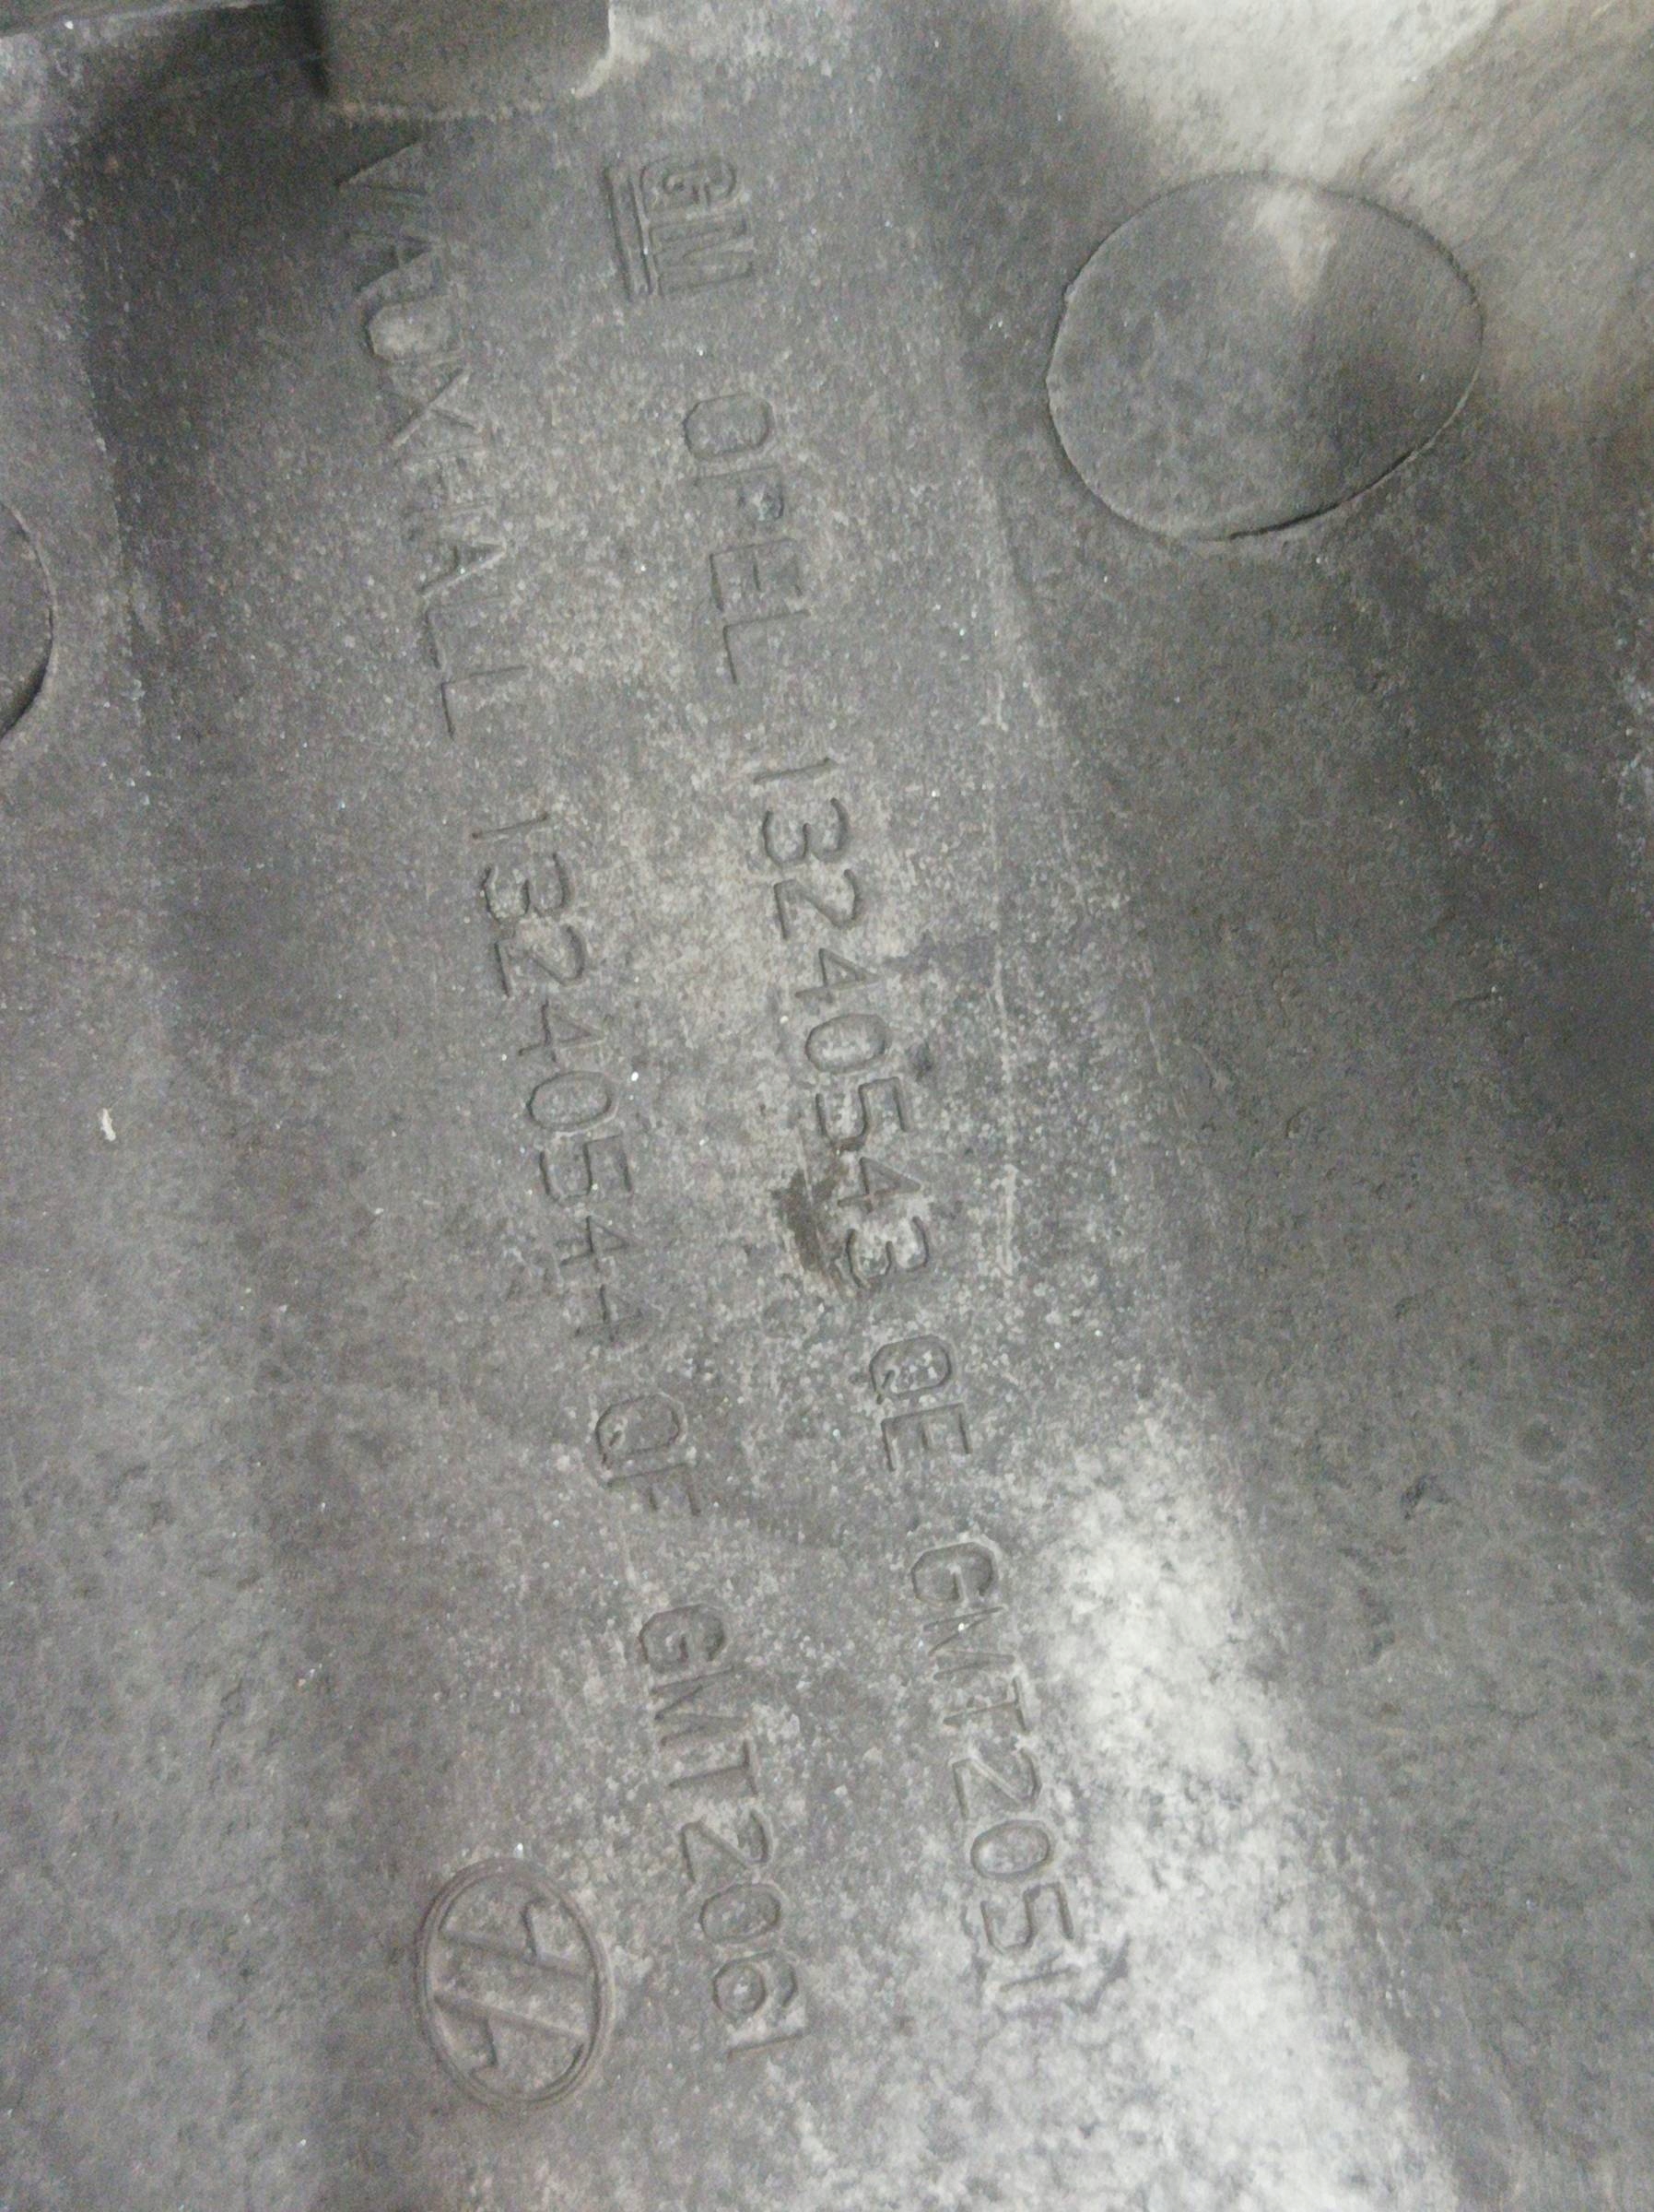 GM OPEL 13240543 QE GMT2051
VAUXHALL 13240544 QF GMT2061